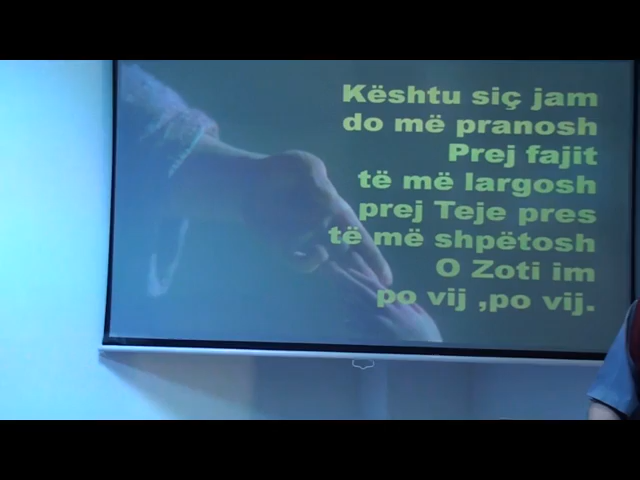 Kështu siç jam
do më pranosh
Prej fajit
të më largosh
prej Teje pres
të më shpëtosh
O Zoti im
po vij ,po vij.